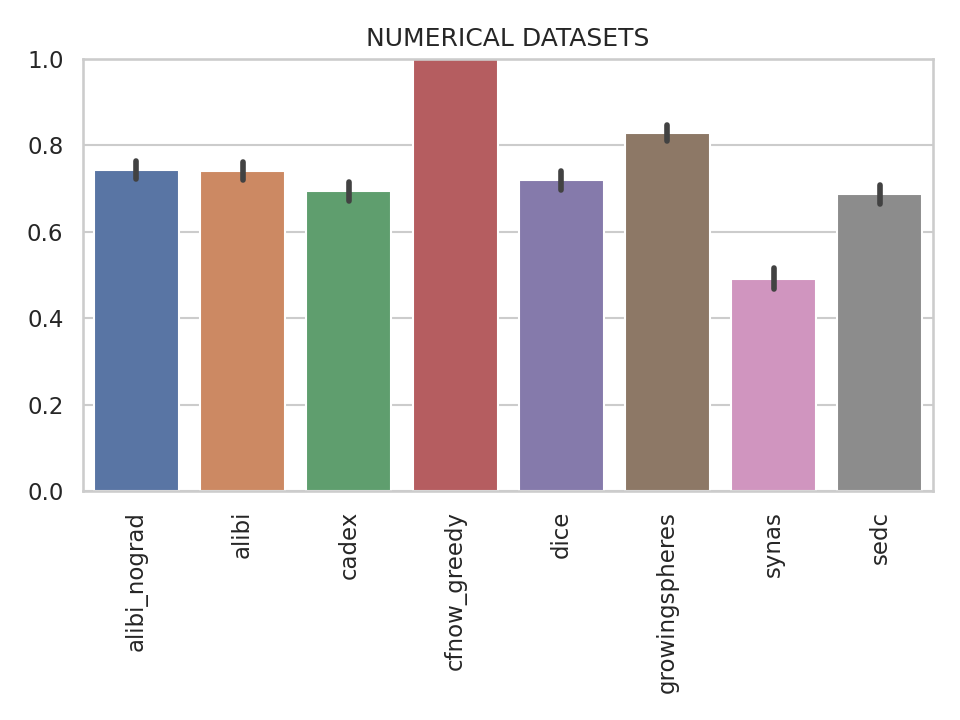 NUMERICAL DATASETS
1.0
0.8
0.6
0.4
0.2
0.0
alibi_nograd
alibi
cadex
cfnow_greedy
dice
growingspheres
synas
sedc